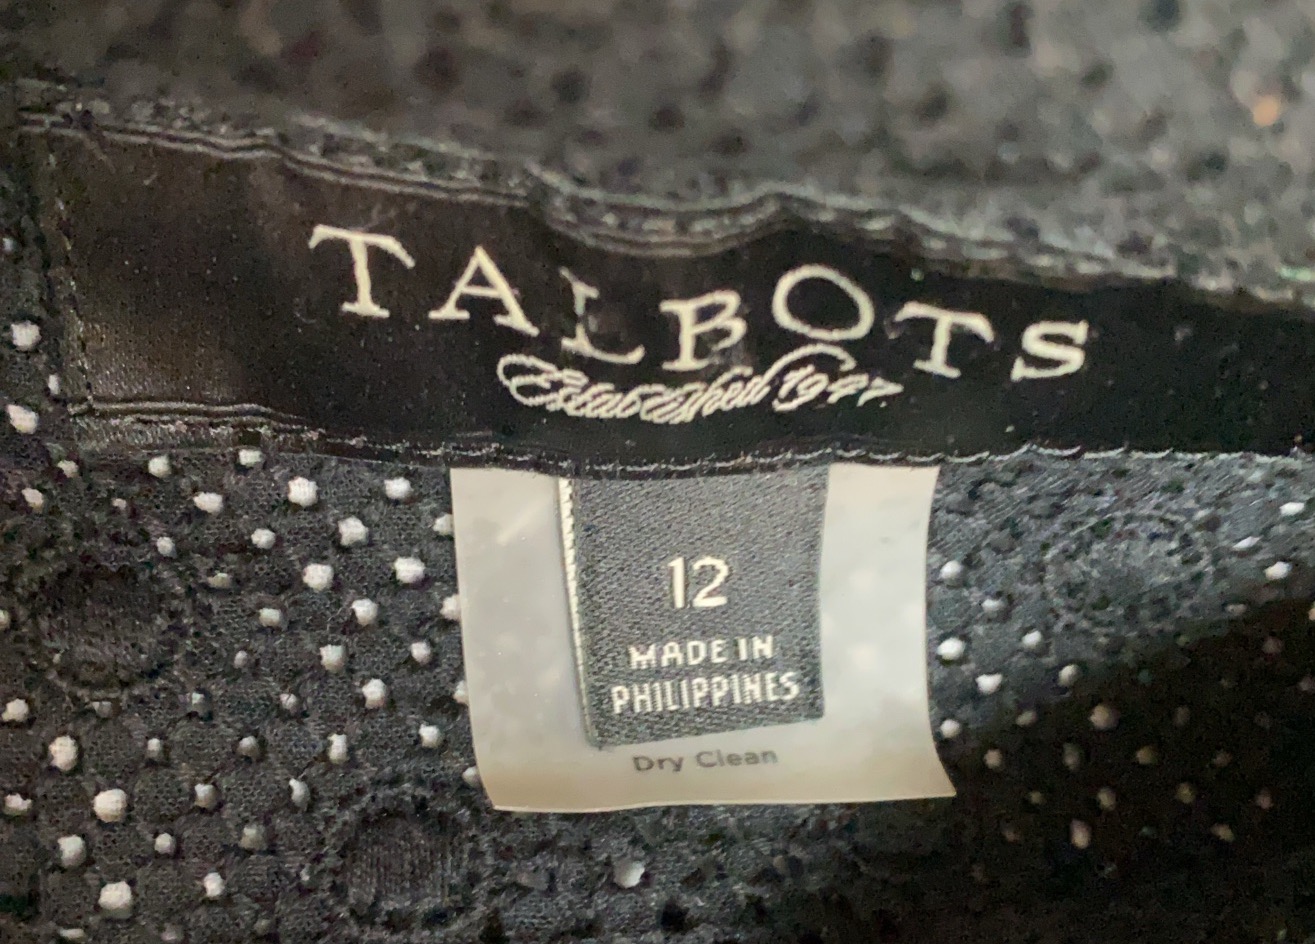 TALBOTS
Established 1947
12
MADE IN
PHILIPPINES
Dry Clean